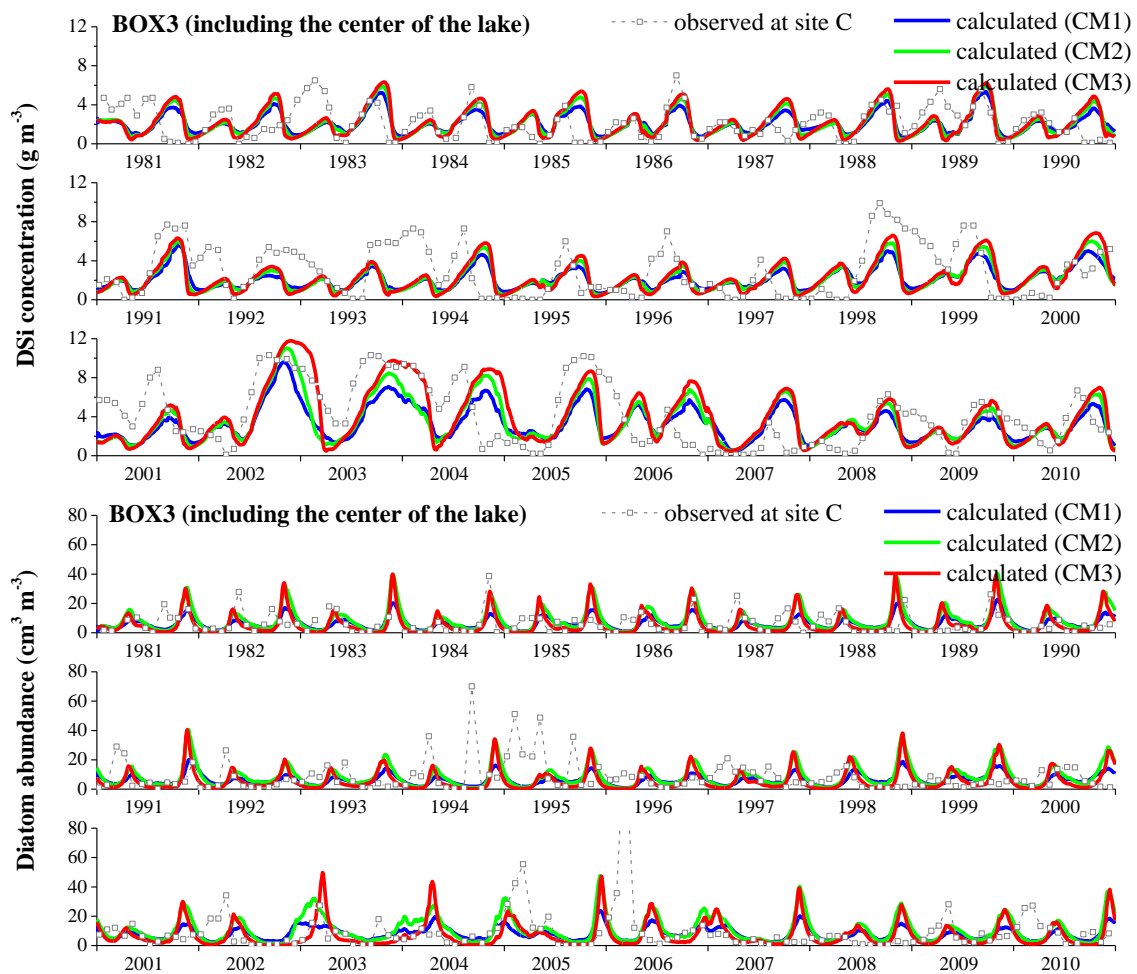 BOX3 (including the center of the lake)
observed at site C
calculated (CM1)
calculated (CM2)
calculated (CM3)
DSi concentration (g m⁻³)
12
8
4
0
1981 1982 1983 1984 1985 1986 1987 1988 1989 1990
12
8
4
0
1991 1992 1993 1994 1995 1996 1997 1998 1999 2000
12
8
4
0
2001 2002 2003 2004 2005 2006 2007 2008 2009 2010
BOX3 (including the center of the lake)
observed at site C
calculated (CM1)
calculated (CM2)
calculated (CM3)
Diatom abundance (cm³ m⁻³)
80
60
40
20
0
1981 1982 1983 1984 1985 1986 1987 1988 1989 1990
80
60
40
20
0
1991 1992 1993 1994 1995 1996 1997 1998 1999 2000
80
60
40
20
0
2001 2002 2003 2004 2005 2006 2007 2008 2009 2010